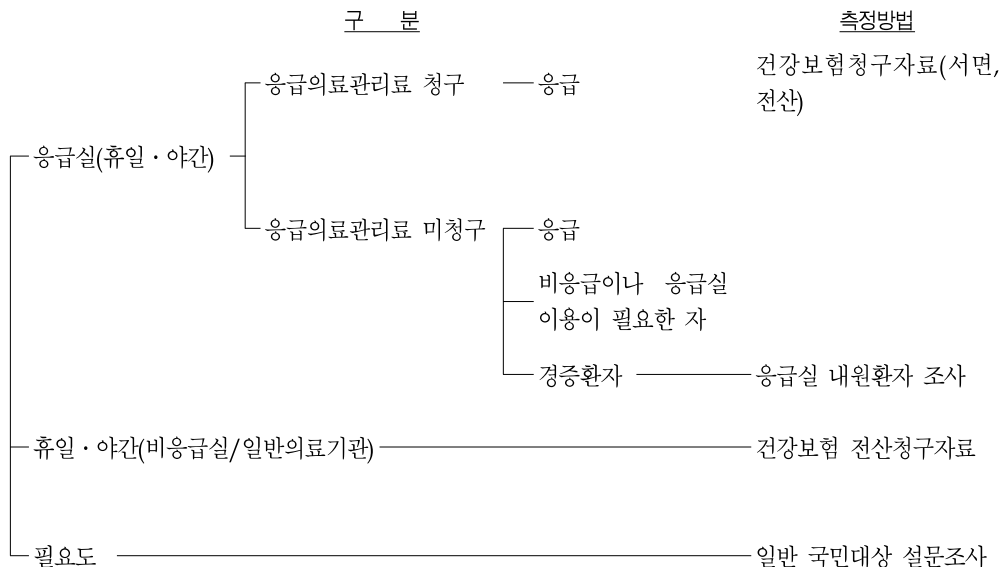 구 분 측정방법
응급의료관리료 청구 응급 건강보험청구자료(서면,
전산)
응급실(휴일·야간)
응급의료관리료 미청구 응급
비응급이나 응급실
이용이 필요한 자
경증환자 응급실 내원환자 조사
휴일·야간(비응급실/일반의료기관) 건강보험 전산청구자료
필요도 일반 국민대상 설문조사